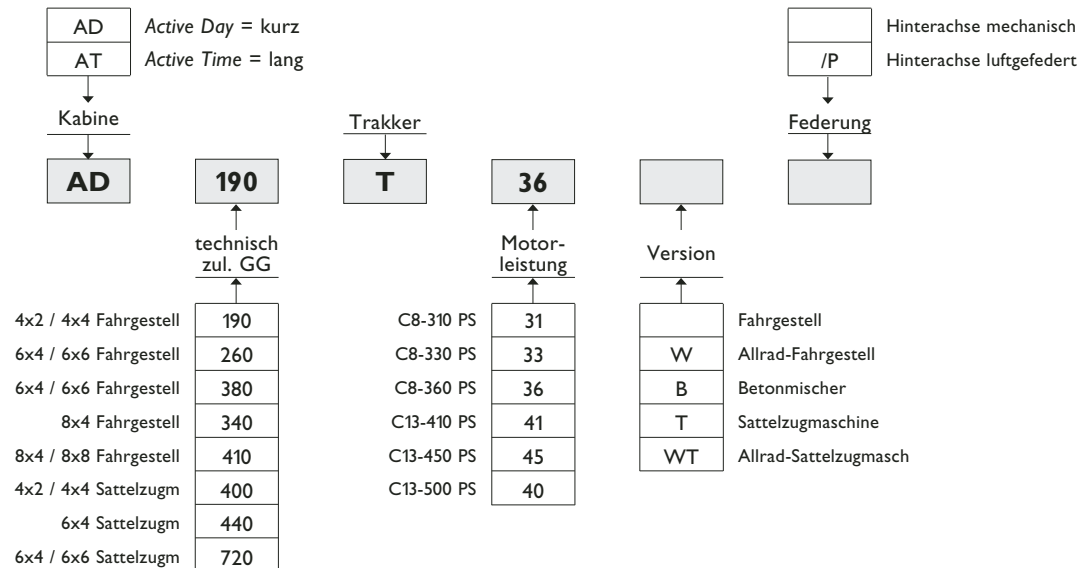 AD Active Day = kurz
AT Active Time = lang
Hinterachse mechanisch
/P Hinterachse luftgefedert
Kabine
Trakker
Federung
AD 190 T 36
technisch
zul. GG
Motor-
leistung
Version
4x2 / 4x4 Fahrgestell 190
6x4 / 6x6 Fahrgestell 260
6x4 / 6x6 Fahrgestell 380
8x4 Fahrgestell 340
8x4 / 8x8 Fahrgestell 410
4x2 / 4x4 Sattelzugm 400
6x4 Sattelzugm 440
6x4 / 6x6 Sattelzugm 720
C8-310 PS 31
C8-330 PS 33
C8-360 PS 36
C13-410 PS 41
C13-450 PS 45
C13-500 PS 40
Fahrgestell
W Allrad-Fahrgestell
B Betonmischer
T Sattelzugmaschine
WT Allrad-Sattelzugmasch